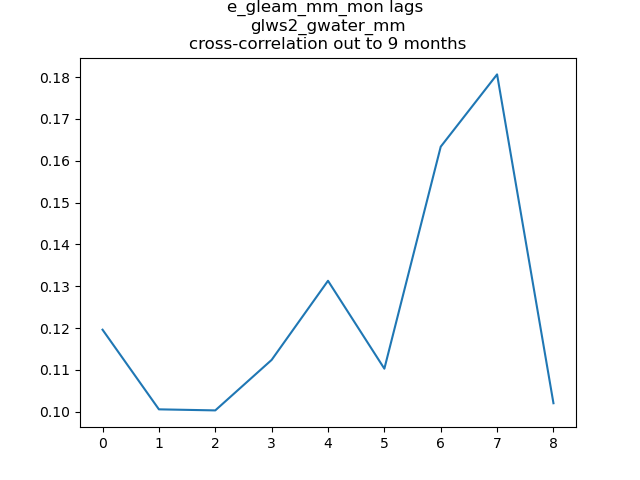 e_gleam_mm_mon lags
glws2_gwater_mm
cross-correlation out to 9 months
0.18
0.17
0.16
0.15
0.14
0.13
0.12
0.11
0.10
0 1 2 3 4 5 6 7 8